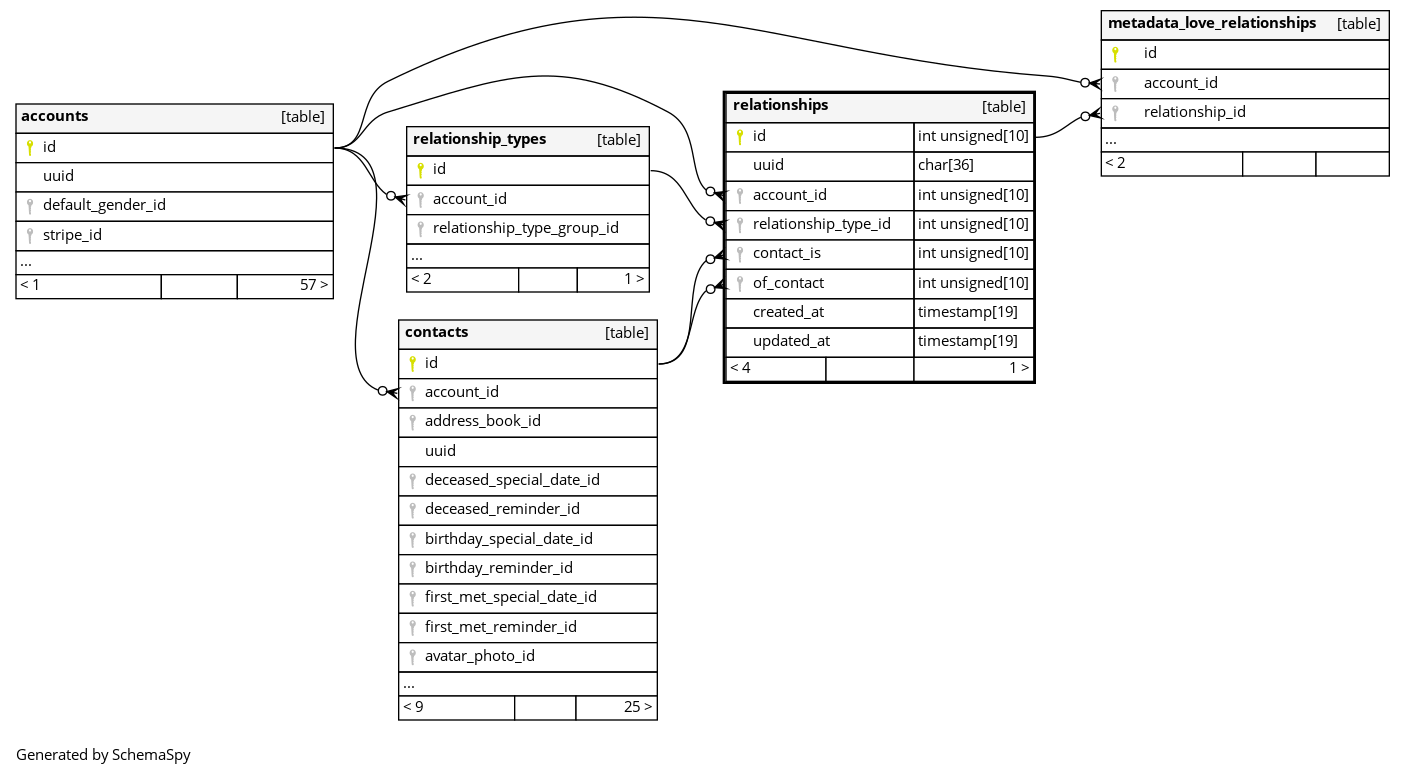 accounts [table]
id
uuid
default_gender_id
stripe_id
...
< 1 57 >
relationship_types [table]
id
account_id
relationship_type_group_id
...
< 2 1 >
contacts [table]
id
account_id
address_book_id
uuid
deceased_special_date_id
deceased_reminder_id
birthday_special_date_id
birthday_reminder_id
first_met_special_date_id
first_met_reminder_id
avatar_photo_id
...
< 9 25 >
relationships [table]
id int unsigned[10]
uuid char[36]
account_id int unsigned[10]
relationship_type_id int unsigned[10]
contact_is int unsigned[10]
of_contact int unsigned[10]
created_at timestamp[19]
updated_at timestamp[19]
< 4 1 >
metadata_love_relationships [table]
id
account_id
relationship_id
...
< 2
Generated by SchemaSpy